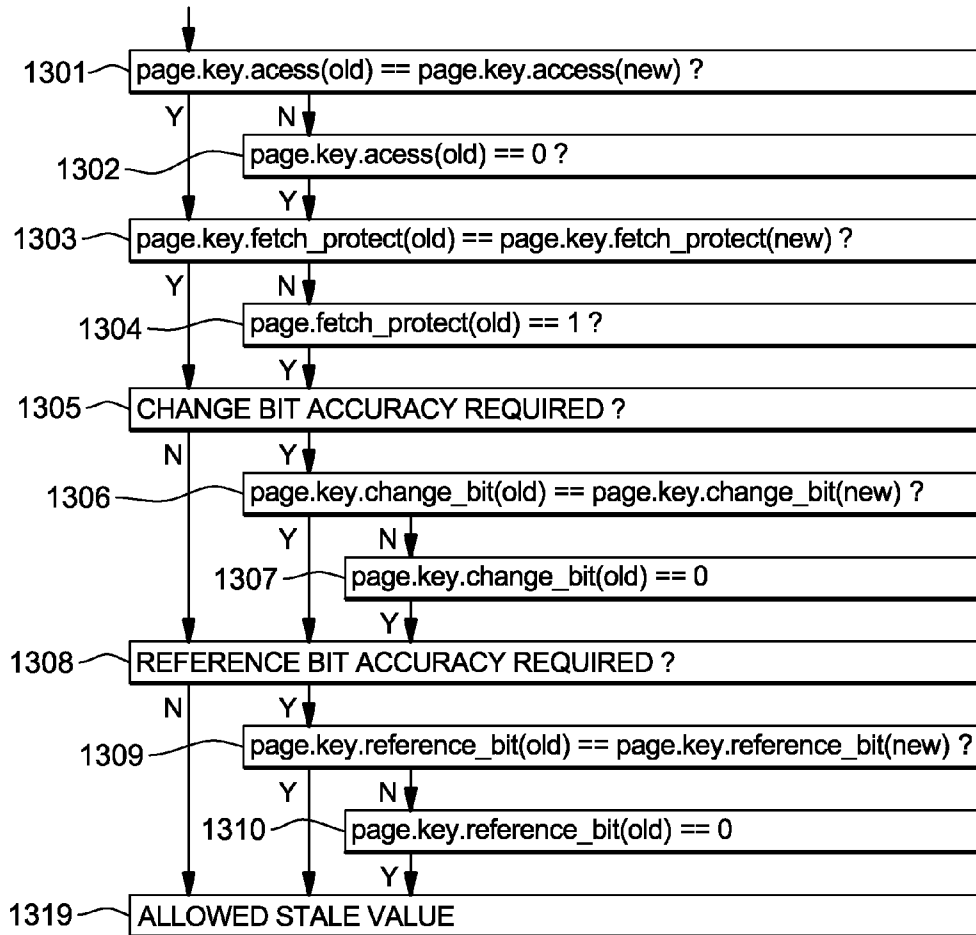 1301 page.key.acess(old) == page.key.access(new) ?
Y N
1302 page.key.acess(old) == 0 ?
Y
1303 page.key.fetch_protect(old) == page.key.fetch_protect(new) ?
Y N
1304 page.fetch_protect(old) == 1 ?
Y
1305 CHANGE BIT ACCURACY REQUIRED ?
N Y
1306 page.key.change_bit(old) == page.key.change_bit(new) ?
Y N
1307 page.key.change_bit(old) == 0
Y
1308 REFERENCE BIT ACCURACY REQUIRED ?
N Y
1309 page.key.reference_bit(old) == page.key.reference_bit(new) ?
Y N
1310 page.key.reference_bit(old) == 0
Y
1319 ALLOWED STALE VALUE